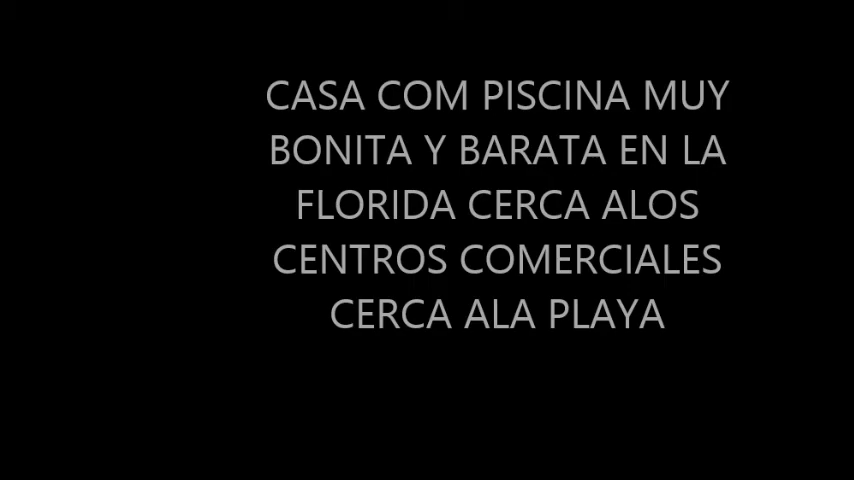 CASA COM PISCINA MUY
BONITA Y BARATA EN LA
FLORIDA CERCA ALOS
CENTROS COMERCIALES
CERCA ALA PLAYA